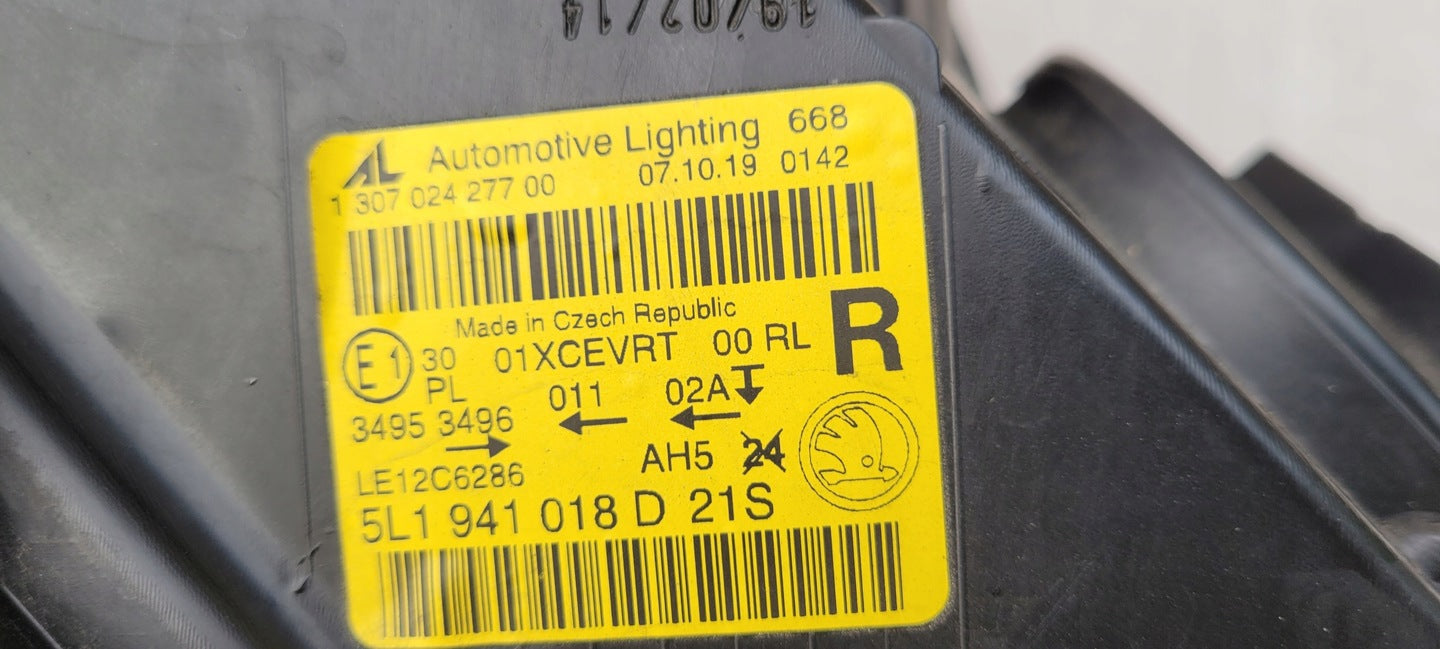 19/02/14
AL Automotive Lighting 668
1 307 024 277 00 07.10.19 0142
Made in Czech Republic
E1 30 01XCEVRT 00 RL R
PL 011 02A
3495 3496
AH5 24
LE12C6286
5L1 941 018 D 21S